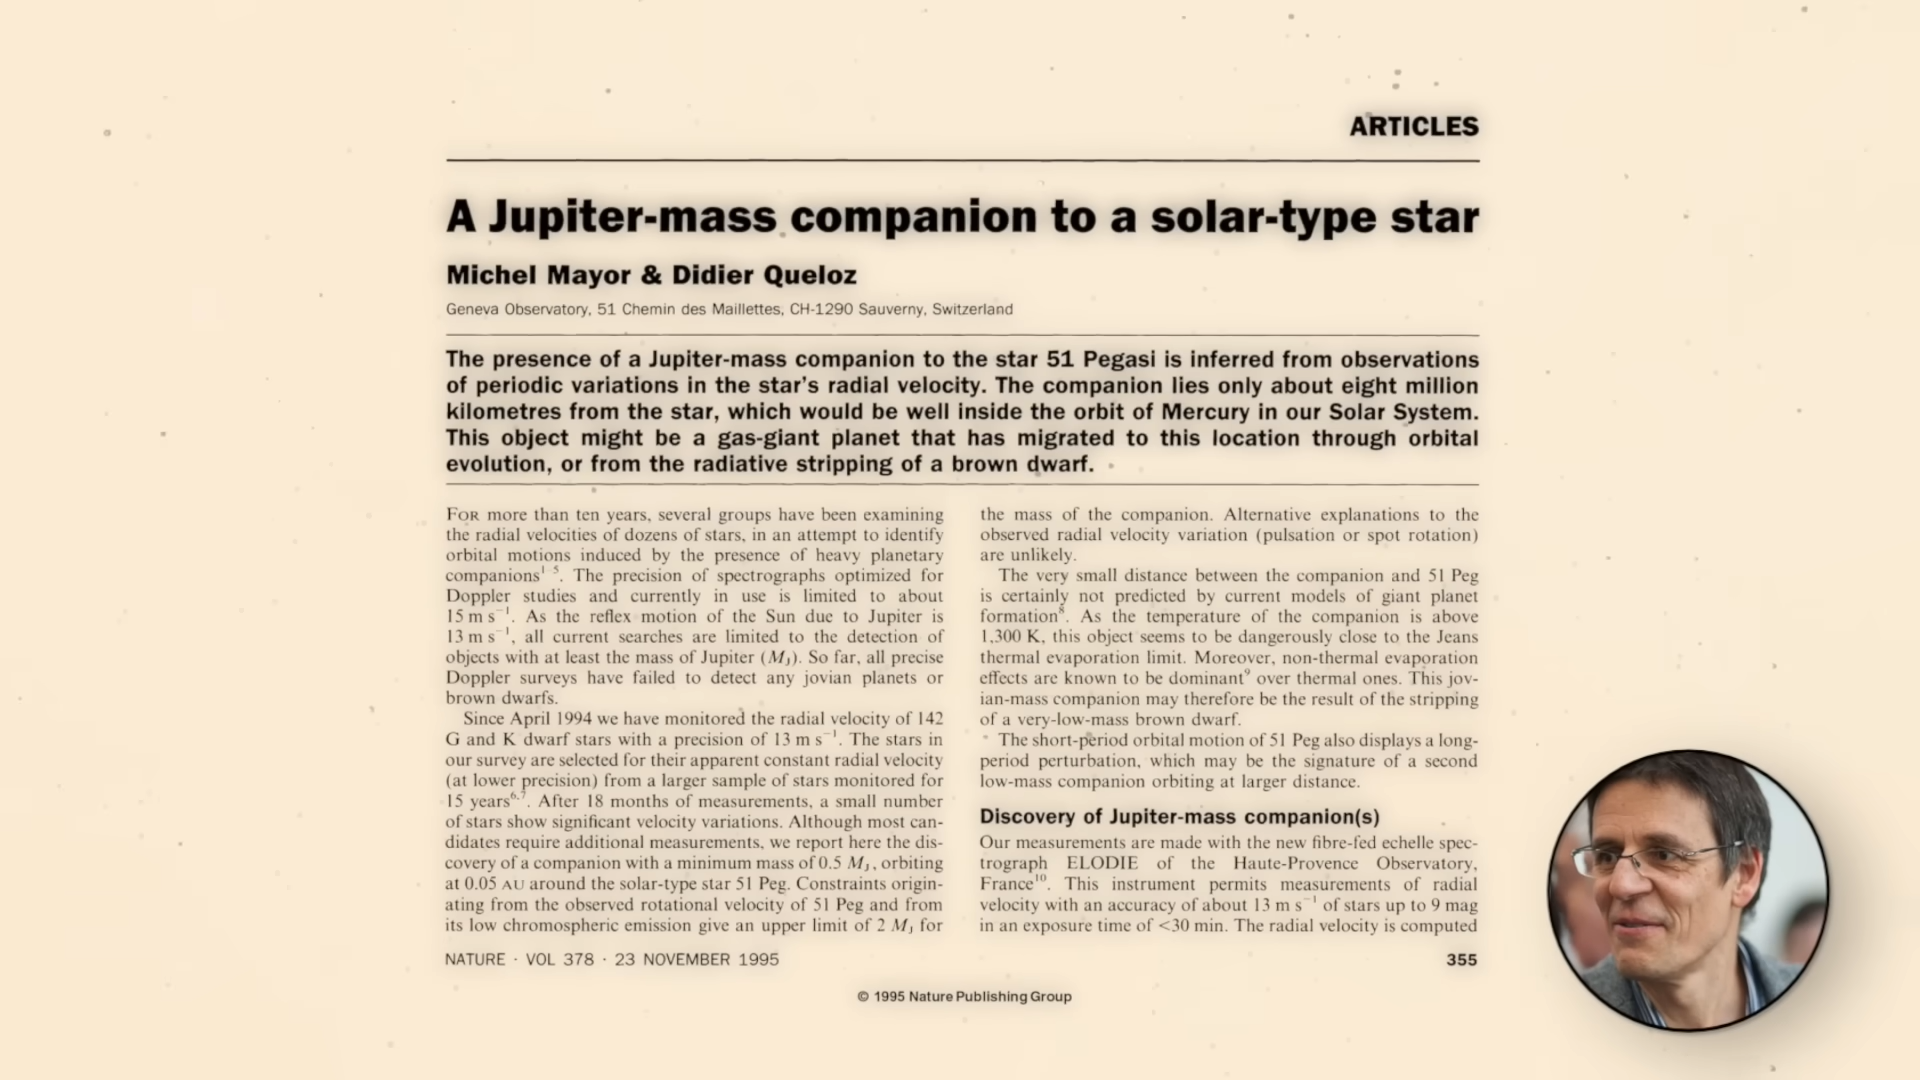 ARTICLES
A Jupiter-mass companion to a solar-type star
Michel Mayor & Didier Queloz
Geneva Observatory, 51 Chemin des Maillettes, CH-1290 Sauverny, Switzerland
The presence of a Jupiter-mass companion to the star 51 Pegasi is inferred from observations
of periodic variations in the star's radial velocity. The companion lies only about eight million
kilometres from the star, which would be well inside the orbit of Mercury in our Solar System.
This object might be a gas-giant planet that has migrated to this location through orbital
evolution, or from the radiative stripping of a brown dwarf.
FOR more than ten years, several groups have been examining
the radial velocities of dozens of stars, in an attempt to identify
orbital motions induced by the presence of heavy planetary
companions¹⁻⁵. The precision of spectrographs optimized for
Doppler studies and currently in use is limited to about
15 m s⁻¹. As the reflex motion of the Sun due to Jupiter is
13 m s⁻¹, all current searches are limited to the detection of
objects with at least the mass of Jupiter (M_J). So far, all precise
Doppler surveys have failed to detect any jovian planets or
brown dwarfs.
Since April 1994 we have monitored the radial velocity of 142
G and K dwarf stars with a precision of 13 m s⁻¹. The stars in
our survey are selected for their apparent constant radial velocity
(at lower precision) from a larger sample of stars monitored for
15 years⁶,⁷. After 18 months of measurements, a small number
of stars show significant velocity variations. Although most can-
didates require additional measurements, we report here the dis-
covery of a companion with a minimum mass of 0.5 M_J, orbiting
at 0.05 AU around the solar-type star 51 Peg. Constraints origin-
ating from the observed rotational velocity of 51 Peg and from
its low chromospheric emission give an upper limit of 2 M_J for
the mass of the companion. Alternative explanations to the
observed radial velocity variation (pulsation or spot rotation)
are unlikely.
The very small distance between the companion and 51 Peg
is certainly not predicted by current models of giant planet
formation⁸. As the temperature of the companion is above
1,300 K, this object seems to be dangerously close to the Jeans
thermal evaporation limit. Moreover, non-thermal evaporation
effects are known to be dominant⁹ over thermal ones. This jov-
ian-mass companion may therefore be the result of the stripping
of a very-low-mass brown dwarf.
The short-period orbital motion of 51 Peg also displays a long-
period perturbation, which may be the signature of a second
low-mass companion orbiting at larger distance.
Discovery of Jupiter-mass companion(s)
Our measurements are made with the new fibre-fed echelle spec-
trograph ELODIE of the Haute-Provence Observatory,
France¹⁰. This instrument permits measurements of radial
velocity with an accuracy of about 13 m s⁻¹ of stars up to 9 mag
in an exposure time of <30 min. The radial velocity is computed
NATURE · VOL 378 · 23 NOVEMBER 1995
355
© 1995 Nature Publishing Group